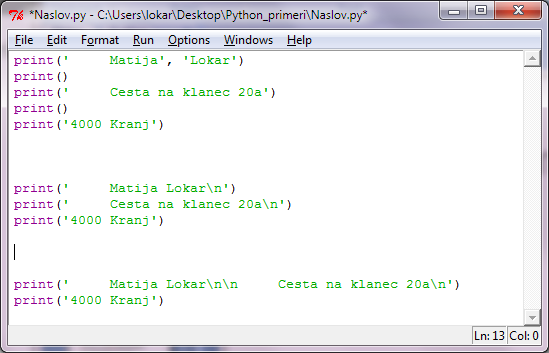 *Naslov.py - C:\Users\lokar\Desktop\Python_primeri\Naslov.py*
File Edit Format Run Options Windows Help
print('     Matija', 'Lokar')
print()
print('     Cesta na klanec 20a')
print()
print('4000 Kranj')
print('     Matija Lokar\n')
print('     Cesta na klanec 20a\n')
print('4000 Kranj')
print('     Matija Lokar\n\n     Cesta na klanec 20a\n')
print('4000 Kranj')
Ln: 13 Col: 0